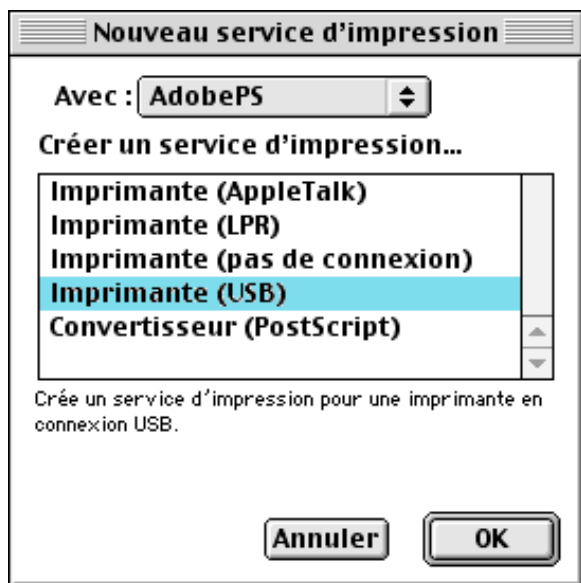 Nouveau service d'impression
Avec : AdobePS
Créer un service d'impression...
Imprimante (AppleTalk)
Imprimante (LPR)
Imprimante (pas de connexion)
Imprimante (USB)
Convertisseur (PostScript)
Crée un service d'impression pour une imprimante en
connexion USB.
Annuler OK